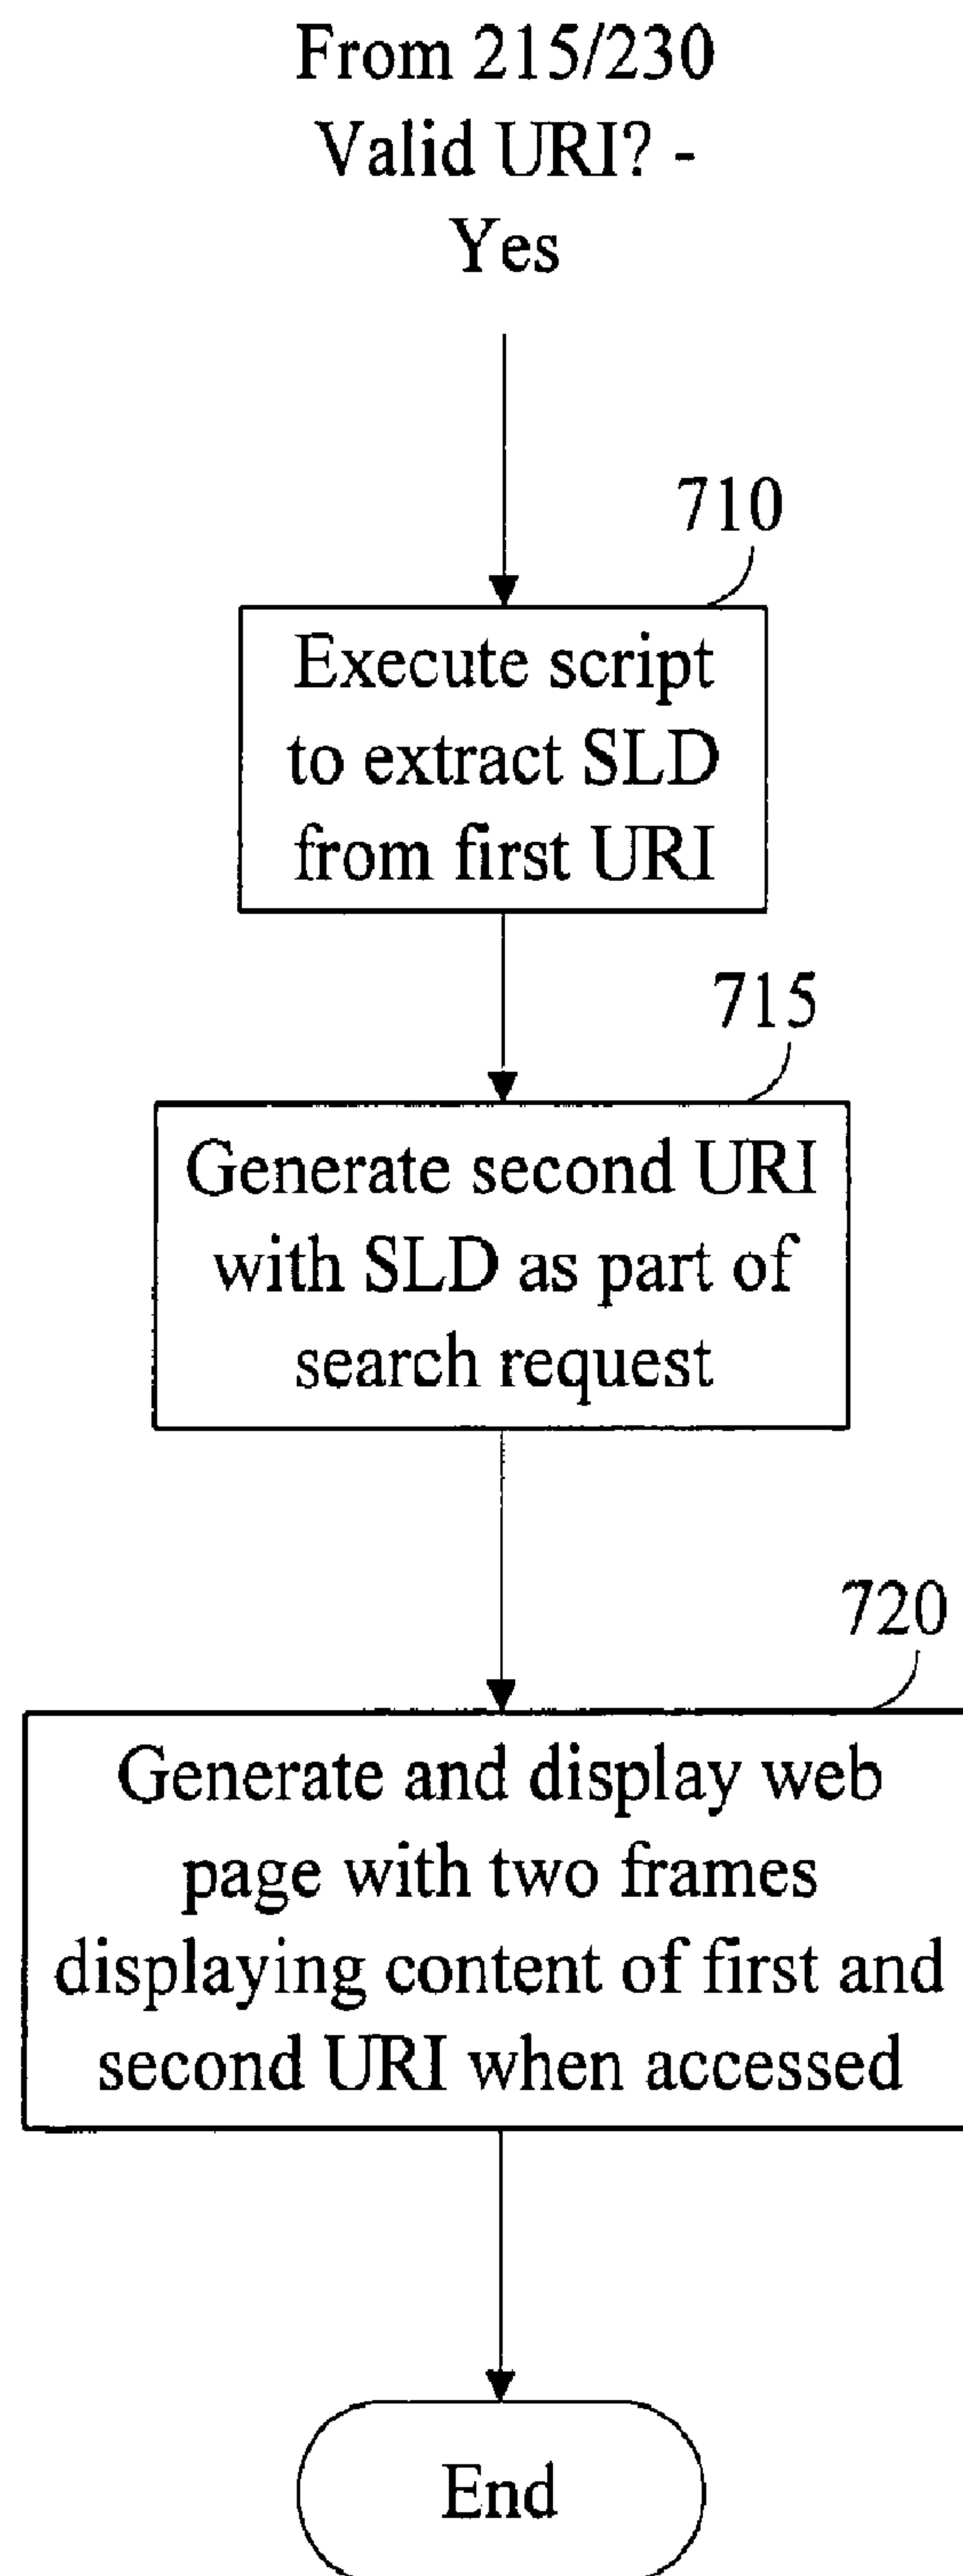 From 215/230
Valid URI? -
Yes
710
Execute script
to extract SLD
from first URI
715
Generate second URI
with SLD as part of
search request
720
Generate and display web
page with two frames
displaying content of first and
second URI when accessed
End